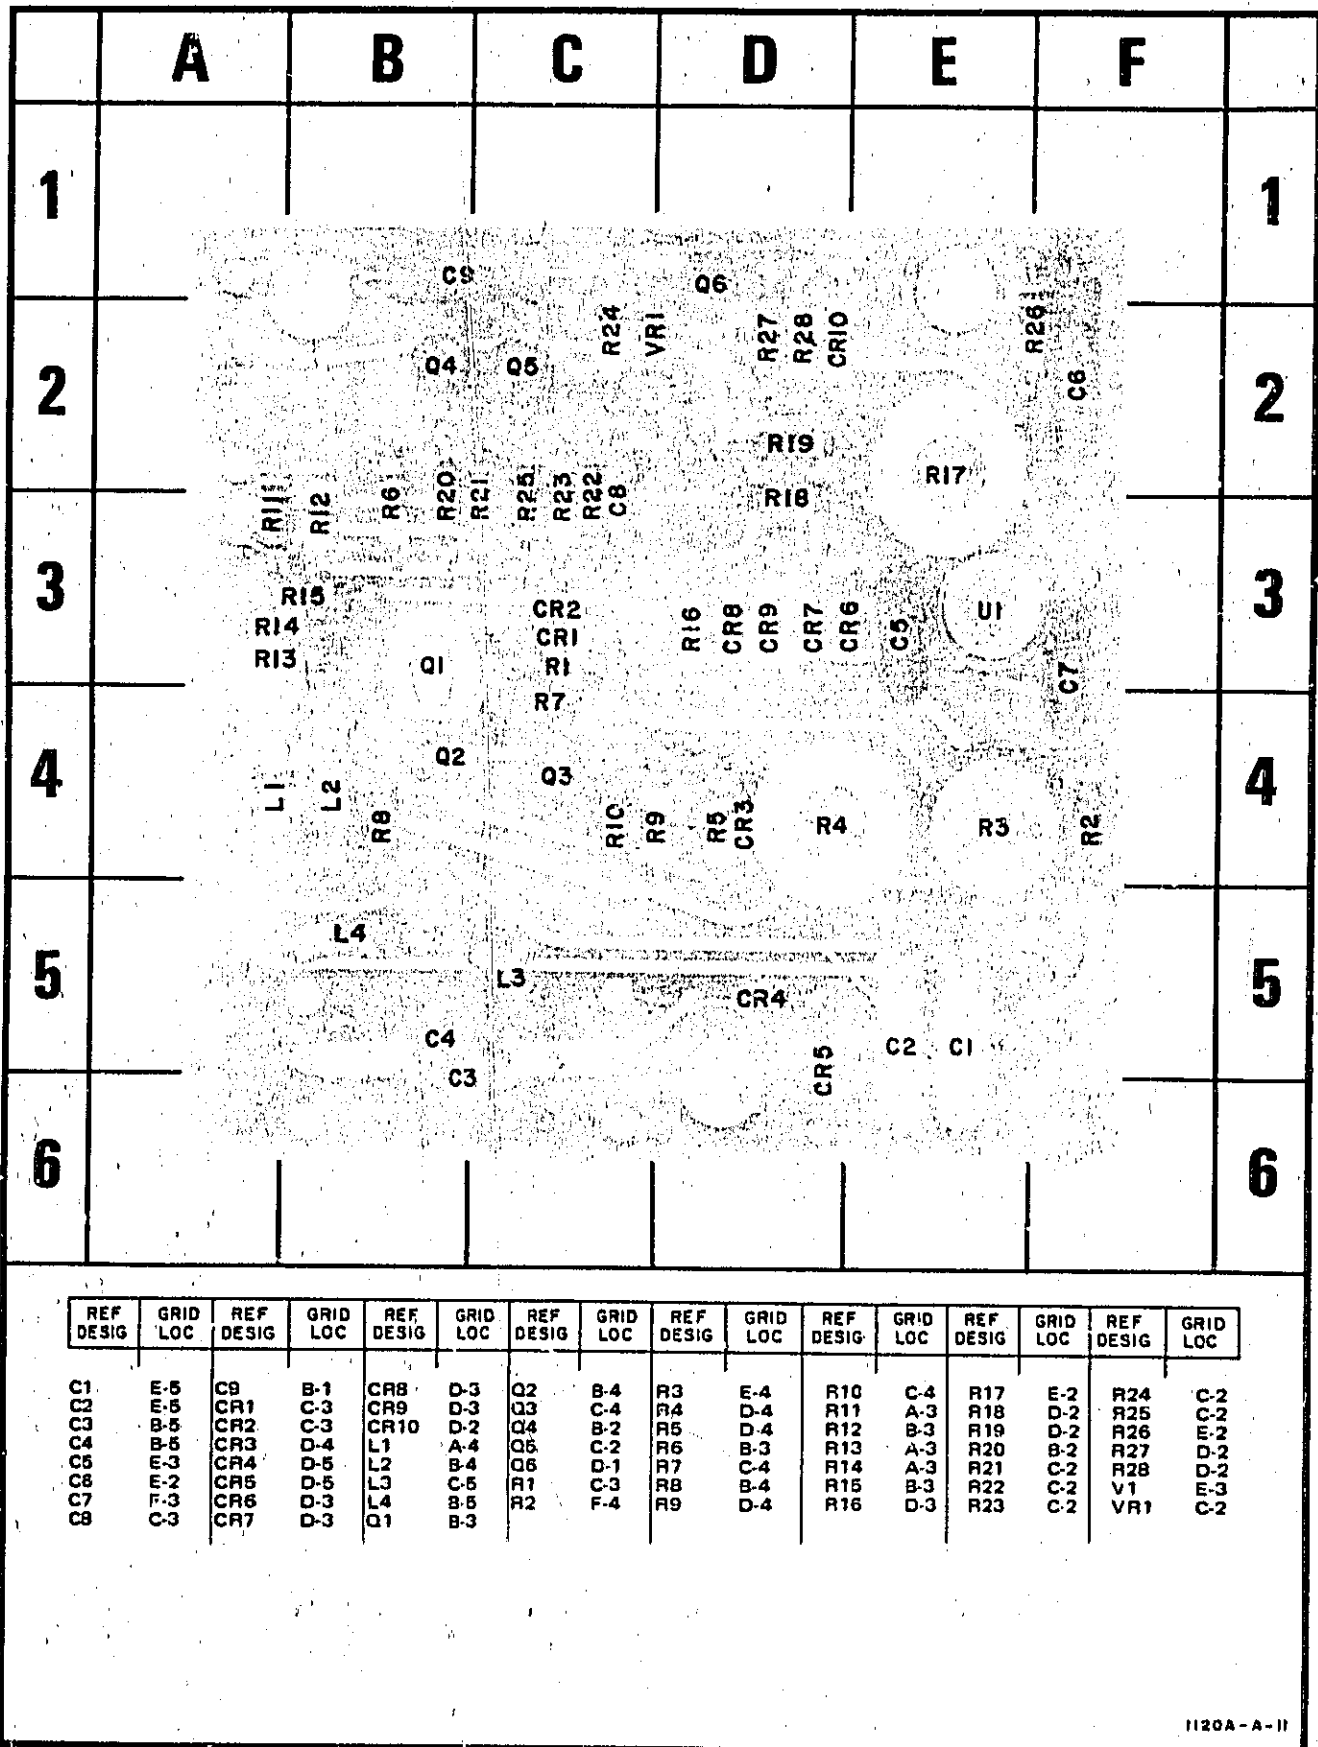 A B C D E F
1 1
C9 Q6
R24 VR1 R27 R28 CR10 R26
Q4 Q5 C6
2 2
R19
R17
R11 R12 R6 R20 R21 R25 R23 R22 C8 R18
3 3
R15 CR2 R16 CR8 CR9 CR7 CR6 C5 U1
R14 CR1
R13 Q1 R1 C7
R7
4 4
Q2 Q3
L1 L2 R8 R10 R9 R5 CR3 R4 R3 R2
L4
5 5
L3 CR4
C4 CR5 C2 C1
C3
6 6
REF DESIG GRID LOC REF DESIG GRID LOC REF DESIG GRID LOC REF DESIG GRID LOC REF DESIG GRID LOC REF DESIG GRID LOC REF DESIG GRID LOC REF DESIG GRID LOC
C1 E-5 C9 B-1 CR8 D-3 Q2 B-4 R3 E-4 R10 C-4 R17 E-2 R24 C-2
C2 E-5 CR1 C-3 CR9 D-3 Q3 C-4 R4 D-4 R11 A-3 R18 D-2 R25 C-2
C3 B-5 CR2 C-3 CR10 D-2 Q4 B-2 R5 D-4 R12 B-3 R19 D-2 R26 E-2
C4 B-5 CR3 D-4 L1 A-4 Q5 C-2 R6 B-3 R13 A-3 R20 B-2 R27 D-2
C5 E-3 CR4 D-5 L2 B-4 Q6 D-1 R7 C-4 R14 A-3 R21 C-2 R28 D-2
C6 E-2 CR5 D-5 L3 C-5 R1 C-3 R8 B-4 R15 B-3 R22 C-2 V1 E-3
C7 F-3 CR6 D-3 L4 B-5 R2 F-4 R9 D-4 R16 D-3 R23 C-2 VR1 C-2
C8 C-3 CR7 D-3 Q1 B-3
1120A-A-11